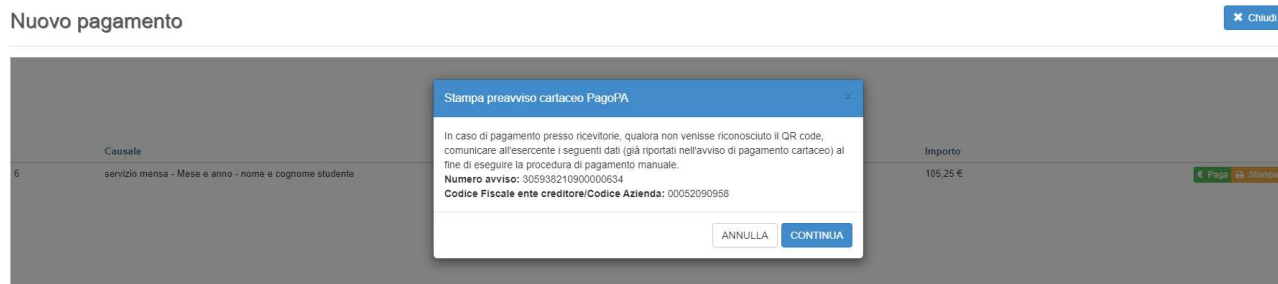 Nuovo pagamento
✖ Chiudi
Stampa preavviso cartaceo PagoPA
×
In caso di pagamento presso ricevitorie, qualora non venisse riconosciuto il QR code,
comunicare all'esercente i seguenti dati (già riportati nell'avviso di pagamento cartaceo) al
fine di eseguire la procedura di pagamento manuale.
Numero avviso: 305938210900000634
Codice Fiscale ente creditore/Codice Azienda: 00052090958
ANNULLA CONTINUA
Causale Importo
6 servizio mensa - Mese e anno - nome e cognome studente 105,25 € € Paga Stampa